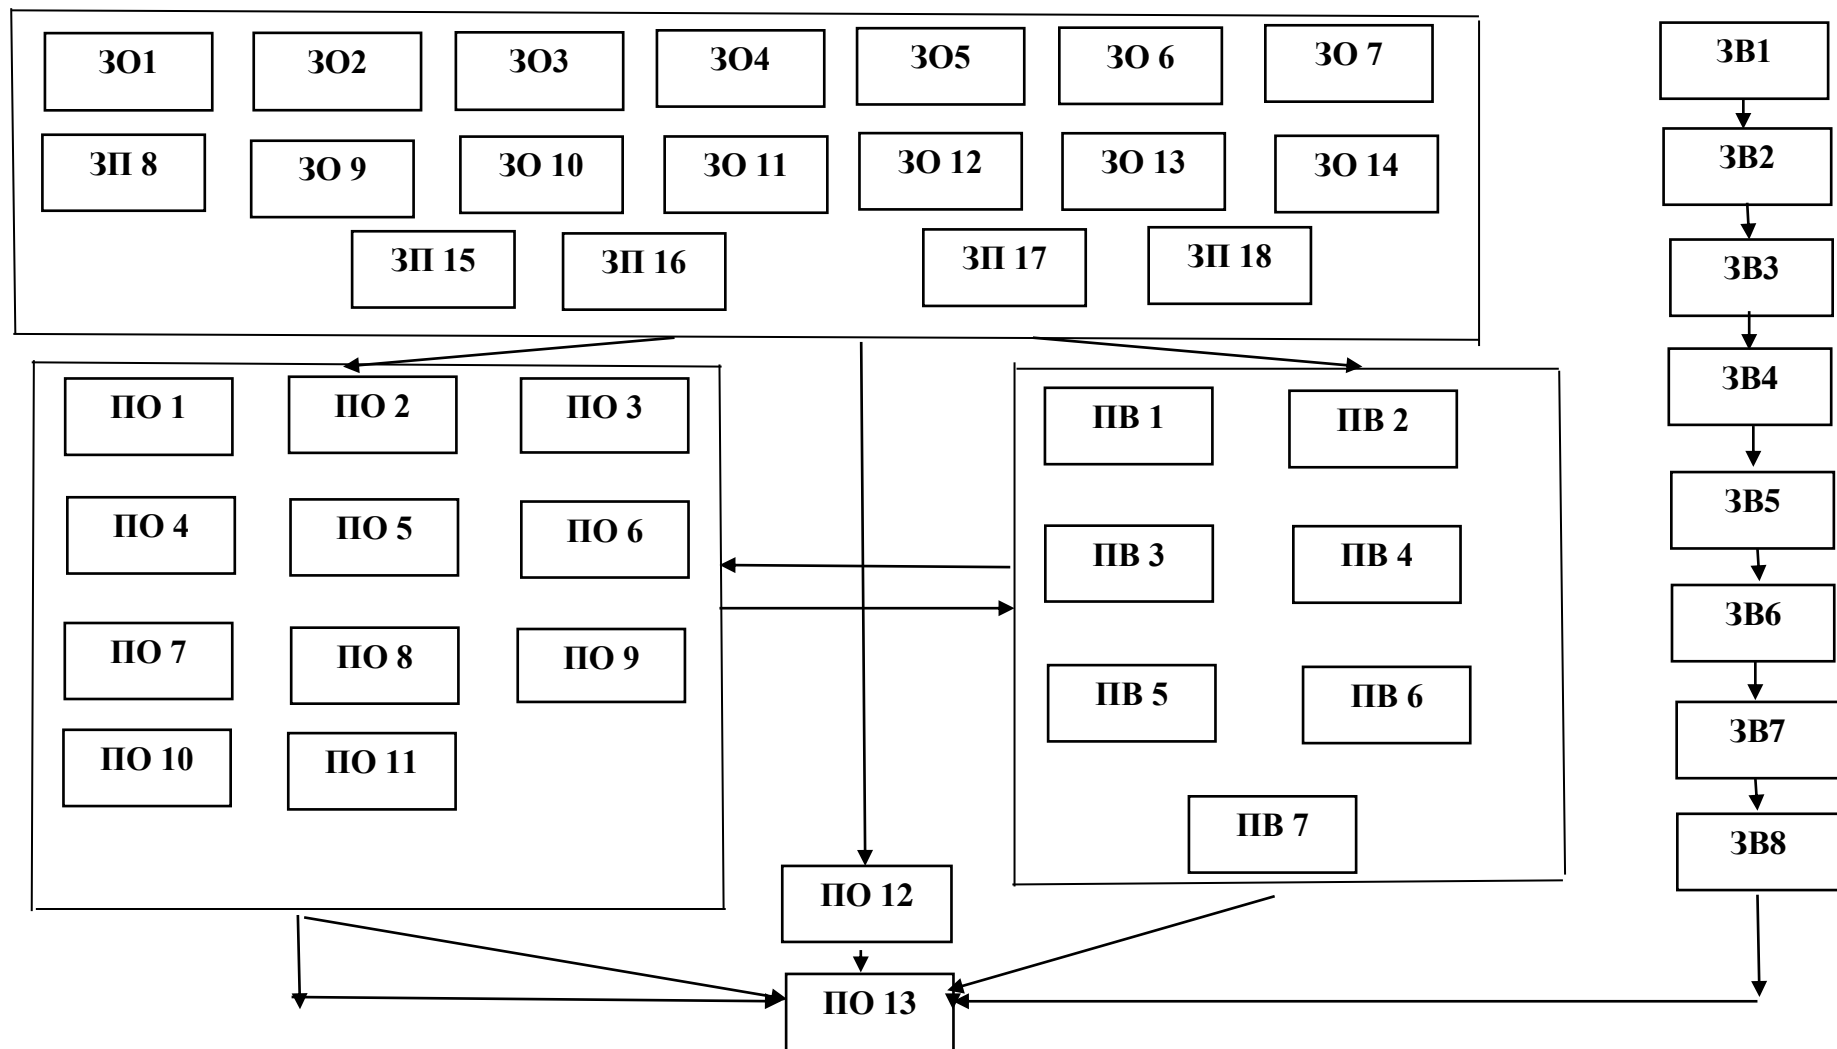 ЗО1
ЗО2
ЗО3
ЗО4
ЗО5
ЗО 6
ЗО 7
ЗП 8
ЗО 9
ЗО 10
ЗО 11
ЗО 12
ЗО 13
ЗО 14
ЗП 15
ЗП 16
ЗП 17
ЗП 18
ПО 1
ПО 2
ПО 3
ПО 4
ПО 5
ПО 6
ПО 7
ПО 8
ПО 9
ПО 10
ПО 11
ПВ 1
ПВ 2
ПВ 3
ПВ 4
ПВ 5
ПВ 6
ПВ 7
ПО 12
ПО 13
ЗВ1
ЗВ2
ЗВ3
ЗВ4
ЗВ5
ЗВ6
ЗВ7
ЗВ8